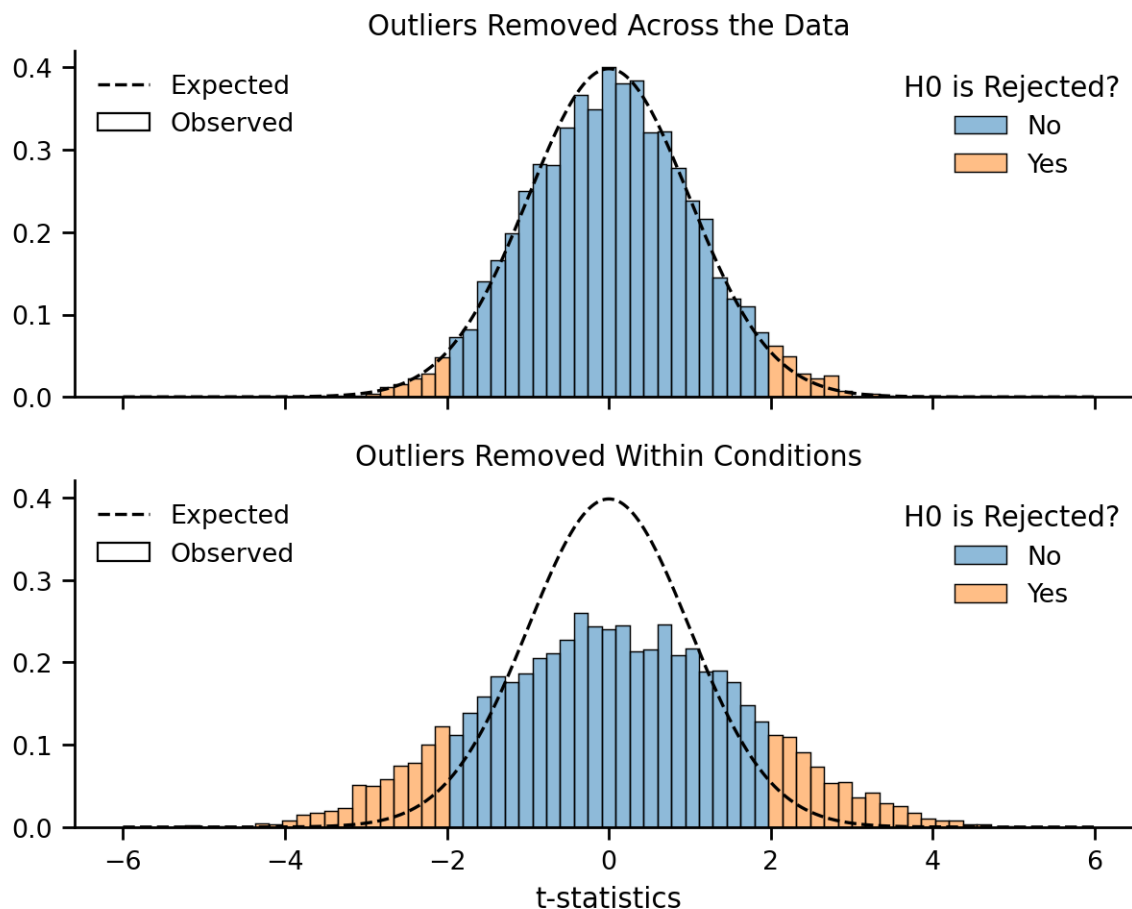 Outliers Removed Across the Data
0.4
0.3
0.2
0.1
0.0
Expected
Observed
H0 is Rejected?
No
Yes
Outliers Removed Within Conditions
0.4
0.3
0.2
0.1
0.0
Expected
Observed
H0 is Rejected?
No
Yes
−6 −4 −2 0 2 4 6
t-statistics